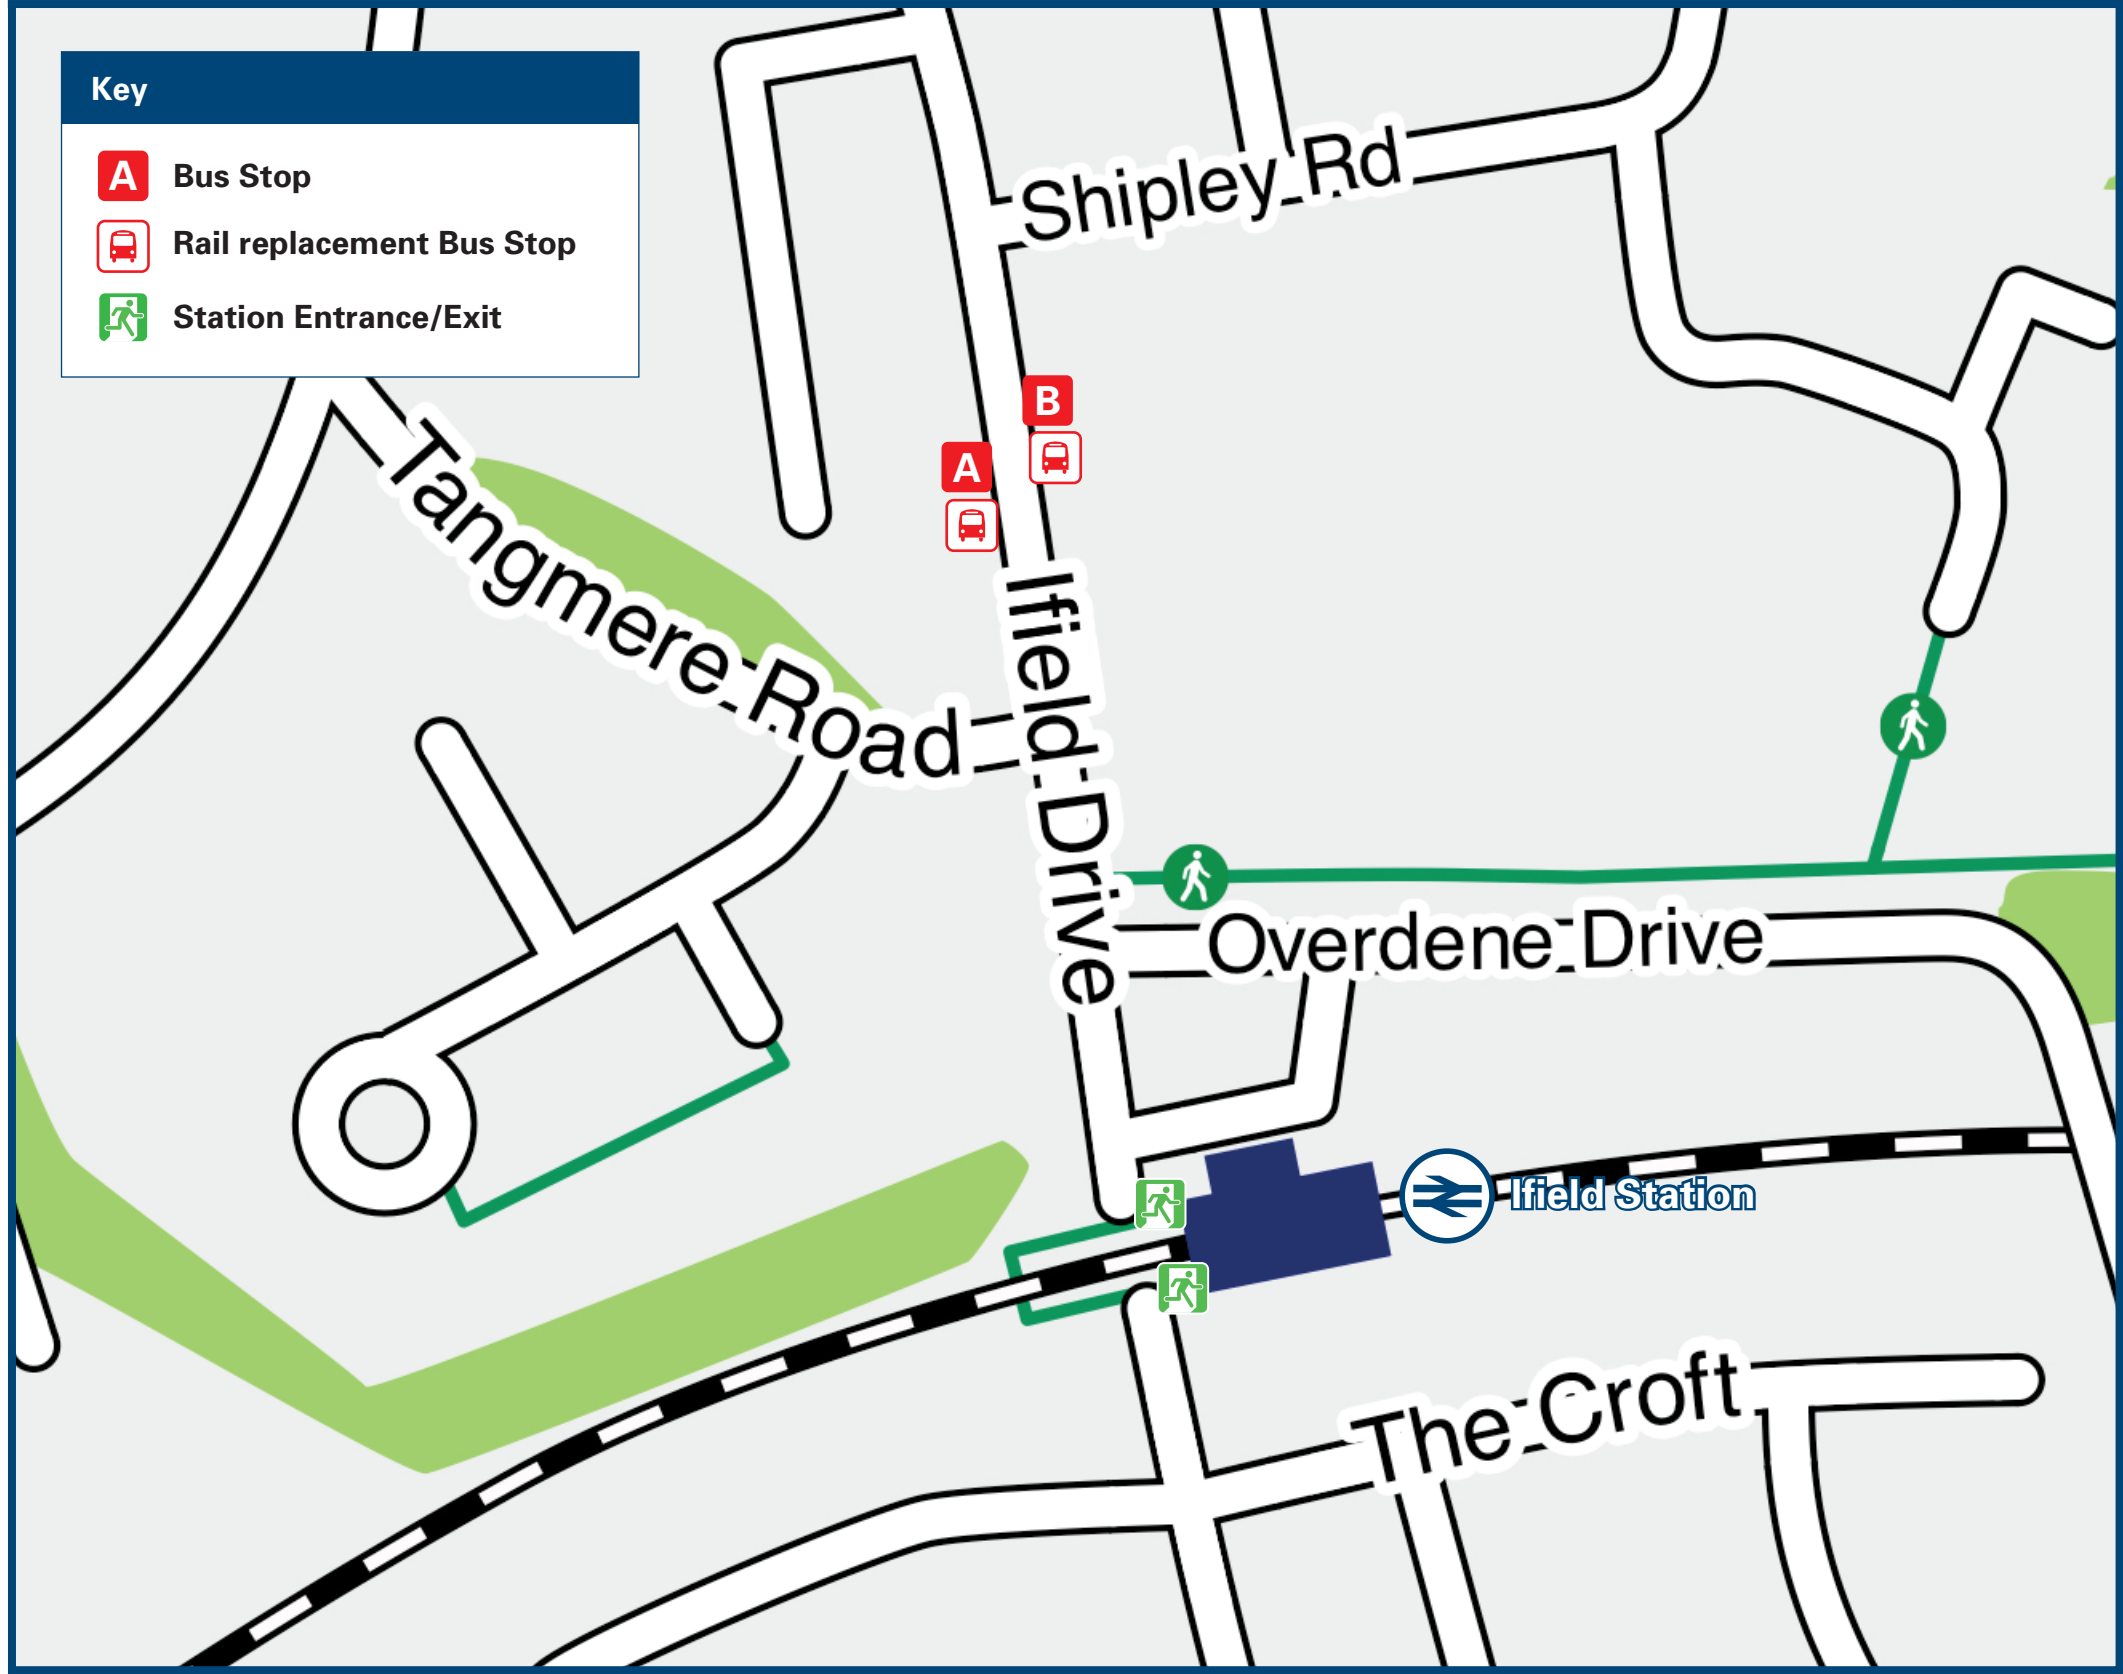 Key
A Bus Stop
Rail replacement Bus Stop
Station Entrance/Exit
Shipley Rd
B
A
Tangmere Road
Ifield Drive
Overdene Drive
Ifield Station
The Croft